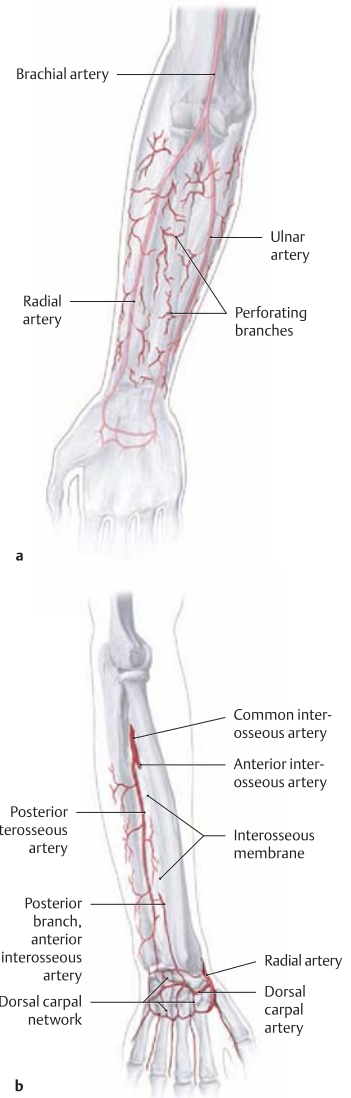 Brachial artery
Ulnar
artery
Radial
artery
Perforating
branches
a
Common inter-
osseous artery
Anterior inter-
osseous artery
Posterior
terosseous
artery
Interosseous
membrane
Posterior
branch,
anterior
interosseous
artery
Radial artery
Dorsal carpal
network
Dorsal
carpal
artery
b